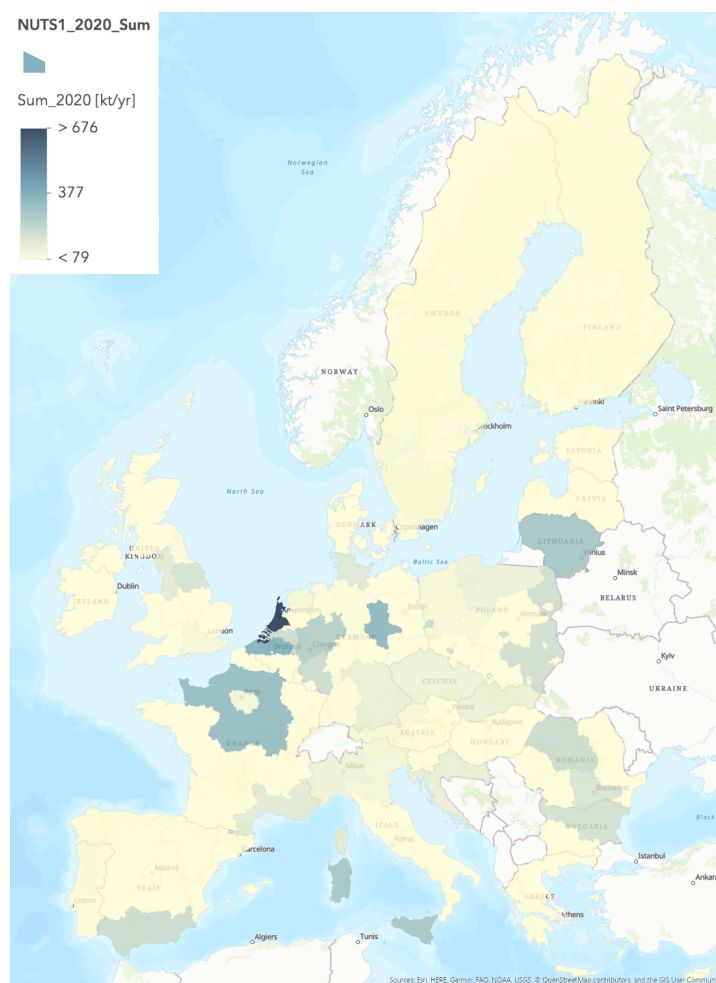 NUTS1_2020_Sum
Sum_2020 [kt/yr]
> 676
377
< 79
Norwegian
Sea
SWEDEN
FINLAND
NORWAY
Oslo
Helsinki
Saint Petersburg
Stockholm
ESTONIA
North Sea
LATVIA
DENMARK
Copenhagen
UNITED
KINGDOM
LITHUANIA
Vilnius
Baltic Sea
Minsk
Dublin
IRELAND
BELARUS
Amsterdam
Berlin
POLAND
Warsaw
London
GERMANY
Brussels
Cologne
Kyiv
CZECHIA
UKRAINE
Paris
Vienna
FRANCE
Budapest
AUSTRIA
HUNGARY
Milan
ROMANIA
Bucharest
ITALY
BULGARIA
Black
Rome
Barcelona
Madrid
Istanbul
SPAIN
Ankara
GREECE
Lisbon
Athens
Algiers
Tunis
Sources: Esri, HERE, Garmin, FAO, NOAA, USGS, © OpenStreetMap contributors, and the GIS User Commun